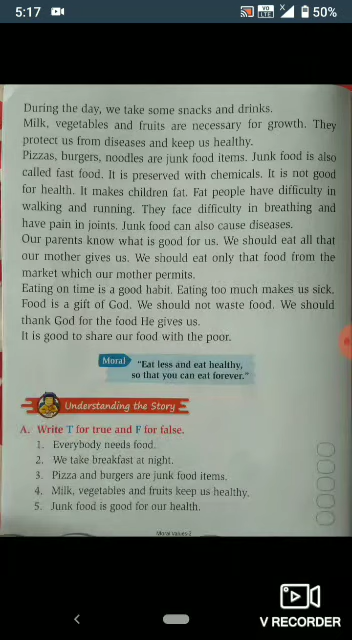 5:17
VO LTE
X
50%
During the day, we take some snacks and drinks.
Milk, vegetables and fruits are necessary for growth. They
protect us from diseases and keep us healthy.
Pizzas, burgers, noodles are junk food items. Junk food is also
called fast food. It is preserved with chemicals. It is not good
for health. It makes children fat. Fat people have difficulty in
walking and running. They face difficulty in breathing and
have pain in joints. Junk food can also cause diseases.
Our parents know what is good for us. We should eat all that
our mother gives us. We should eat only that food from the
market which our mother permits.
Eating on time is a good habit. Eating too much makes us sick.
Food is a gift of God. We should not waste food. We should
thank God for the food He gives us.
It is good to share our food with the poor.
Moral
"Eat less and eat healthy,
so that you can eat forever."
Understanding the Story
A. Write T for true and F for false.
1. Everybody needs food.
2. We take breakfast at night.
3. Pizza and burgers are junk food items.
4. Milk, vegetables and fruits keep us healthy.
5. Junk food is good for our health.
Moral Values-2
V RECORDER